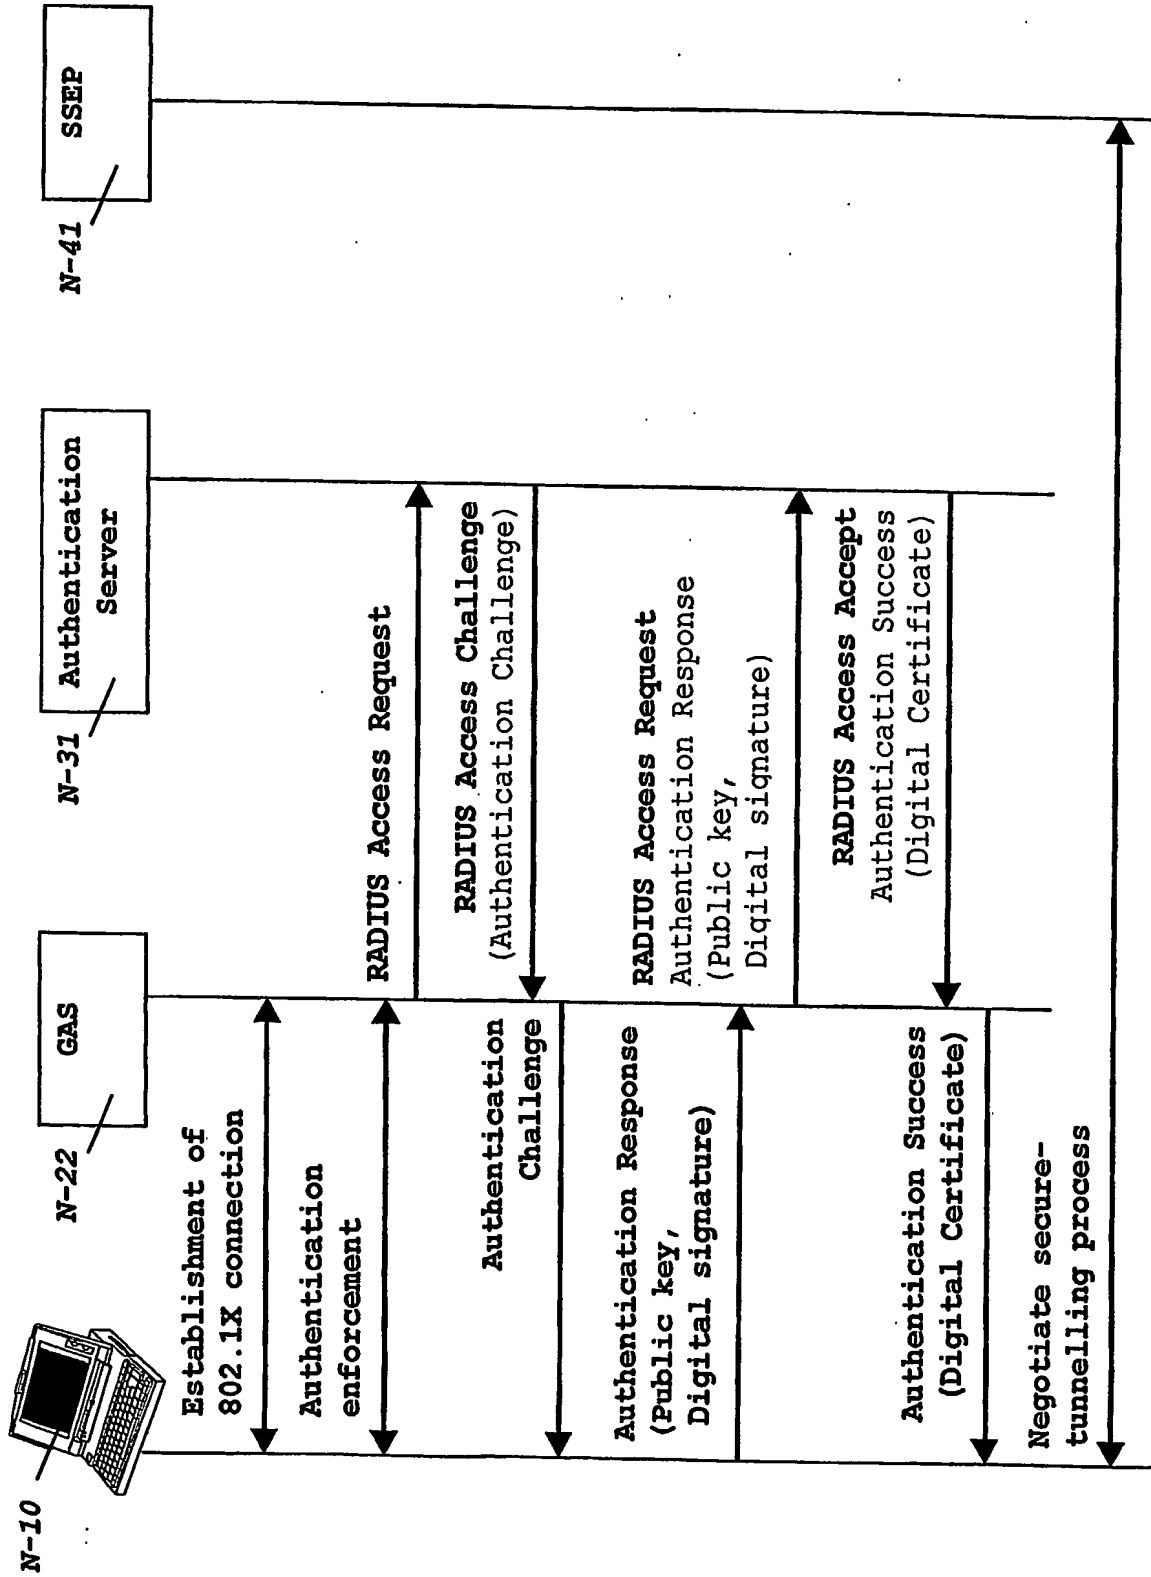 N-10
N-22
GAS
N-31
Authentication
Server
N-41
SSEP
Establishment of
802.1X connection
Authentication
enforcement
RADIUS Access Request
RADIUS Access Challenge
(Authentication Challenge)
Authentication
Challenge
Authentication Response
(Public key,
Digital signature)
RADIUS Access Request
Authentication Response
(Public key,
Digital signature)
RADIUS Access Accept
Authentication Success
(Digital Certificate)
Authentication Success
(Digital Certificate)
Negotiate secure-
tunnelling process